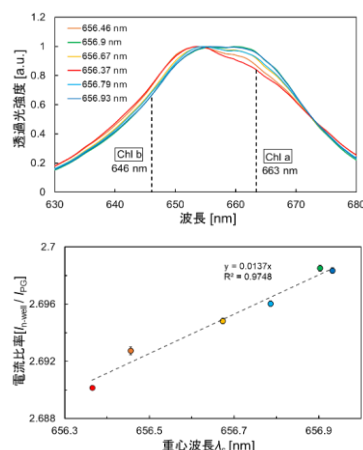 透過光強度 [a.u.]
1
0.8
0.6
0.4
0.2
0
656.46 nm
656.9 nm
656.67 nm
656.37 nm
656.79 nm
656.93 nm
Chl b
646 nm
Chl a
663 nm
630 640 650 660 670 680
波長 [nm]
電流比率[I n-well / I PG]
2.7
2.696
2.692
2.688
y = 0.0137x
R² = 0.9748
656.3 656.5 656.7 656.9
重心波長λc [nm]